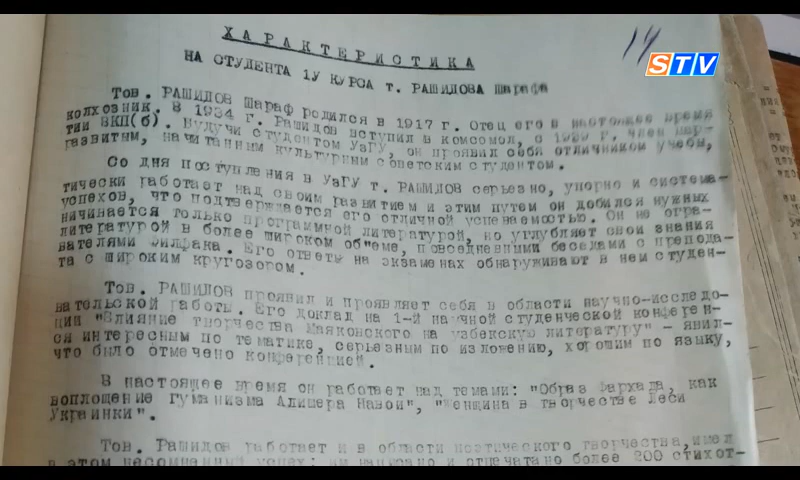 14
STV
ХАРАКТЕРИСТИКА
НА СТУДЕНТА 1У КУРСА т. РАШИДОВА Шарафа
Тов. РАШИДОВ Шараф родился в 1917 г. Отец его в настоящее время
колхозник. В 1934 г. Рашидов вступил в комсомол, с 1939 г. член пар-
тии ВКП(б). Будучи студентом УзГУ, он проявил себя отличником учебы,
развитым, начитанным культурным советским студентом.
Со дня поступления в УзГУ т. РАШИДОВ серьезно, упорно и система-
тически работает над своим развитием и этим путем он добился нужных
успехов, что подтверждается его отличной успеваемостью. Он не огра-
ничивается только программной литературой, но углубляет свои знания
литературой в более широком объеме, повседневными беседами с препода-
вателями филфака. Его ответы на экзаменах обнаруживают в нем студен-
та с широким кругозором.
Тов. РАШИДОВ проявил и проявляет себя в области научно-исследо-
вательской работы. Его доклад на 1-й научной студенческой конферен-
ции "Влияние творчества Маяковского на узбекскую литературу" - явил-
ся интересным по тематике, серьезным по изложению, хорошим по языку,
что было отмечено конференцией.
В настоящее время он работает над темами: "Образ Фархада, как
воплощение гуманизма Алишера Навои", "Женщина в творчестве Леси
Украинки".
Тов. Рашидов работает и в области поэтического творчества, имел
в этом несомненный успех: им написано и отпечатано более 200 стихот-